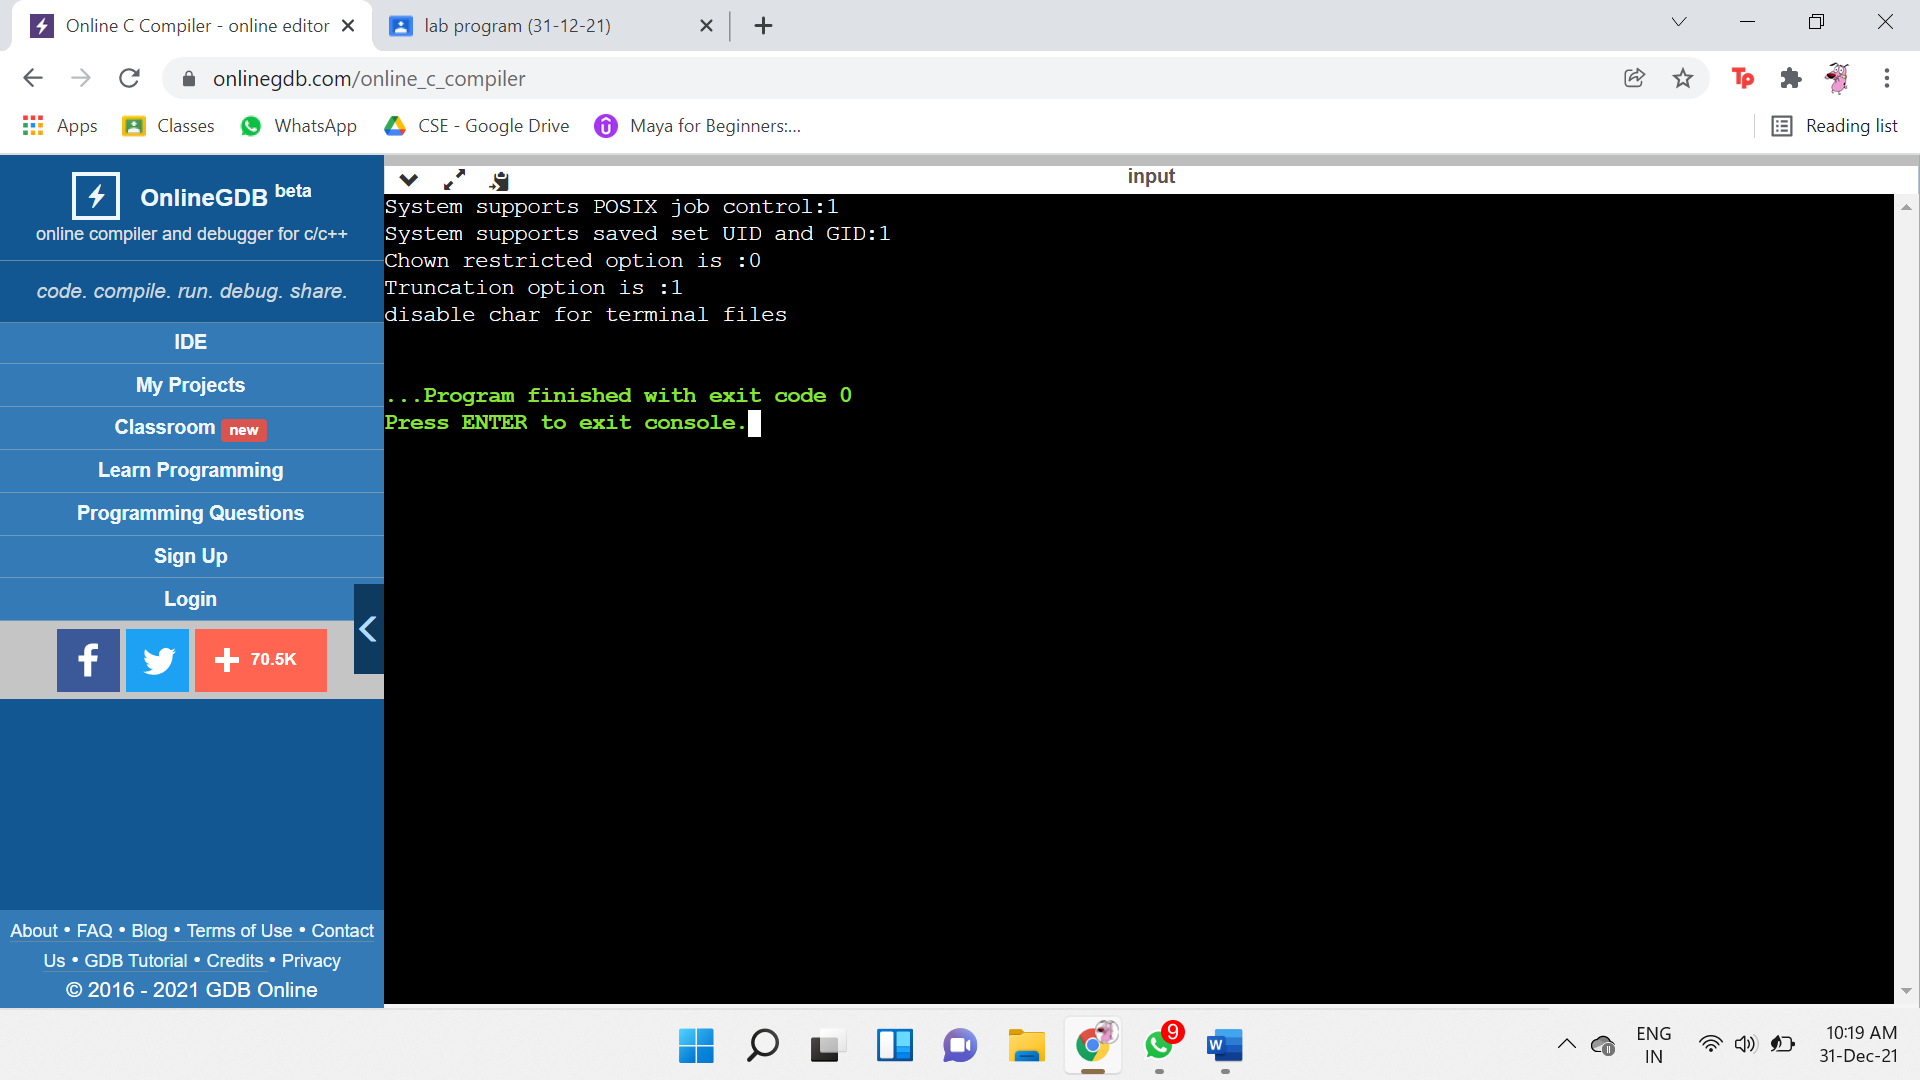 Online C Compiler - online editor
lab program (31-12-21)
onlinegdb.com/online_c_compiler
Tp
Apps
Classes
WhatsApp
CSE - Google Drive
Maya for Beginners:...
Reading list
OnlineGDB beta
online compiler and debugger for c/c++
code. compile. run. debug. share.
IDE
My Projects
Classroom new
Learn Programming
Programming Questions
Sign Up
Login
70.5K
About • FAQ • Blog • Terms of Use • Contact
Us • GDB Tutorial • Credits • Privacy
© 2016 - 2021 GDB Online
input
System supports POSIX job control:1
System supports saved set UID and GID:1
Chown restricted option is :0
Truncation option is :1
disable char for terminal files
...Program finished with exit code 0
Press ENTER to exit console.
9
W
ENG
IN
10:19 AM
31-Dec-21